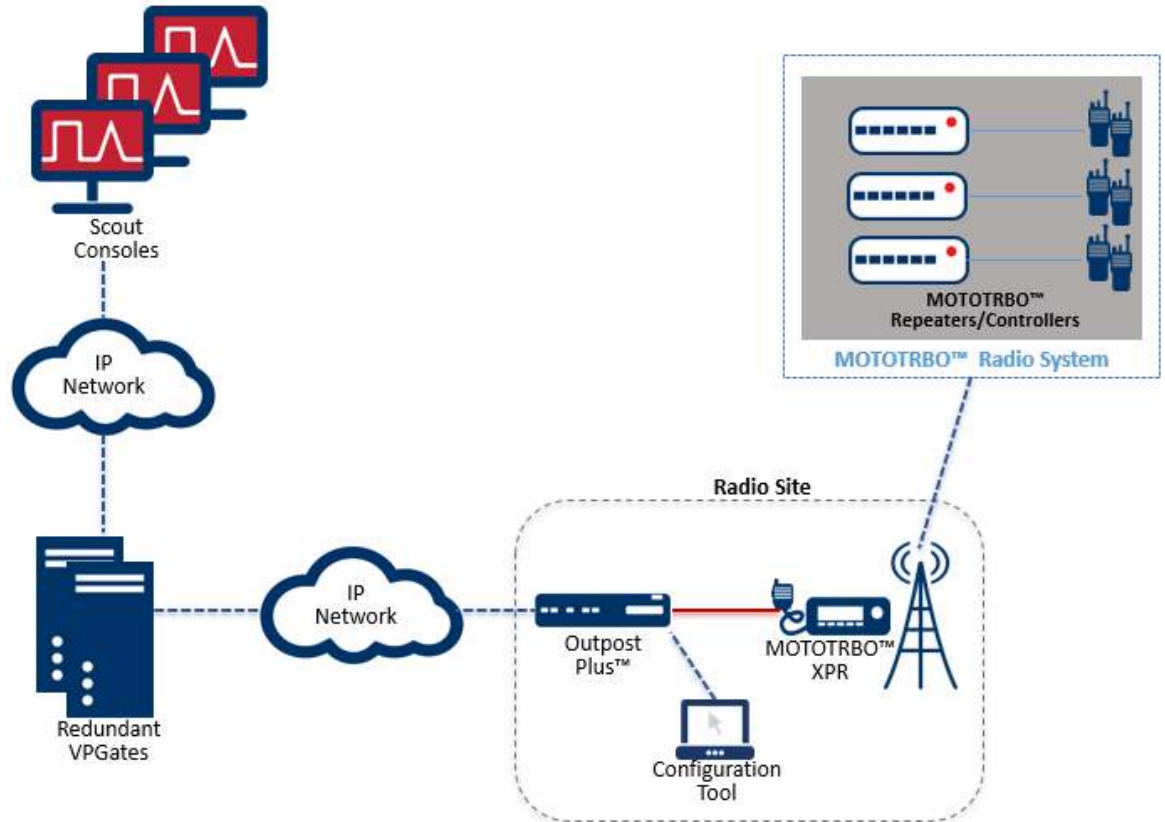 Scout
Consoles
IP
Network
MOTOTRBO™
Repeaters/Controllers
MOTOTRBO™ Radio System
Radio Site
IP
Network
Outpost
Plus™
MOTOTRBO™
XPR
Redundant
VPGates
Configuration
Tool